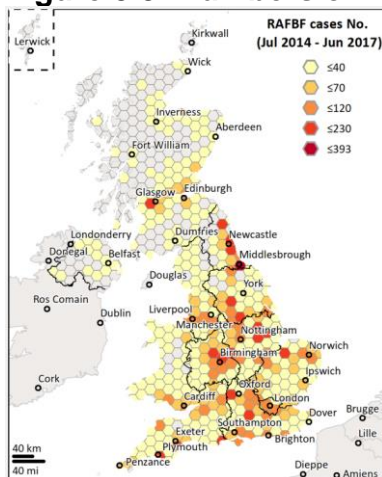 RAFBF cases No.
(Jul 2014 - Jun 2017)
≤40
≤70
≤120
≤230
≤393
Lerwick
Kirkwall
Wick
Inverness
Aberdeen
Fort William
Glasgow
Edinburgh
Londonderry
Dumfries
Newcastle
Donegal
Belfast
Middlesbrough
Douglas
York
Ros Comain
Dublin
Liverpool
Manchester
Nottingham
Norwich
Birmingham
Ipswich
Cork
Cardiff
Oxford
London
Dover
Brugge
Southampton
Exeter
Brighton
Lille
Plymouth
Penzance
Dieppe
Amiens
40 km
40 mi